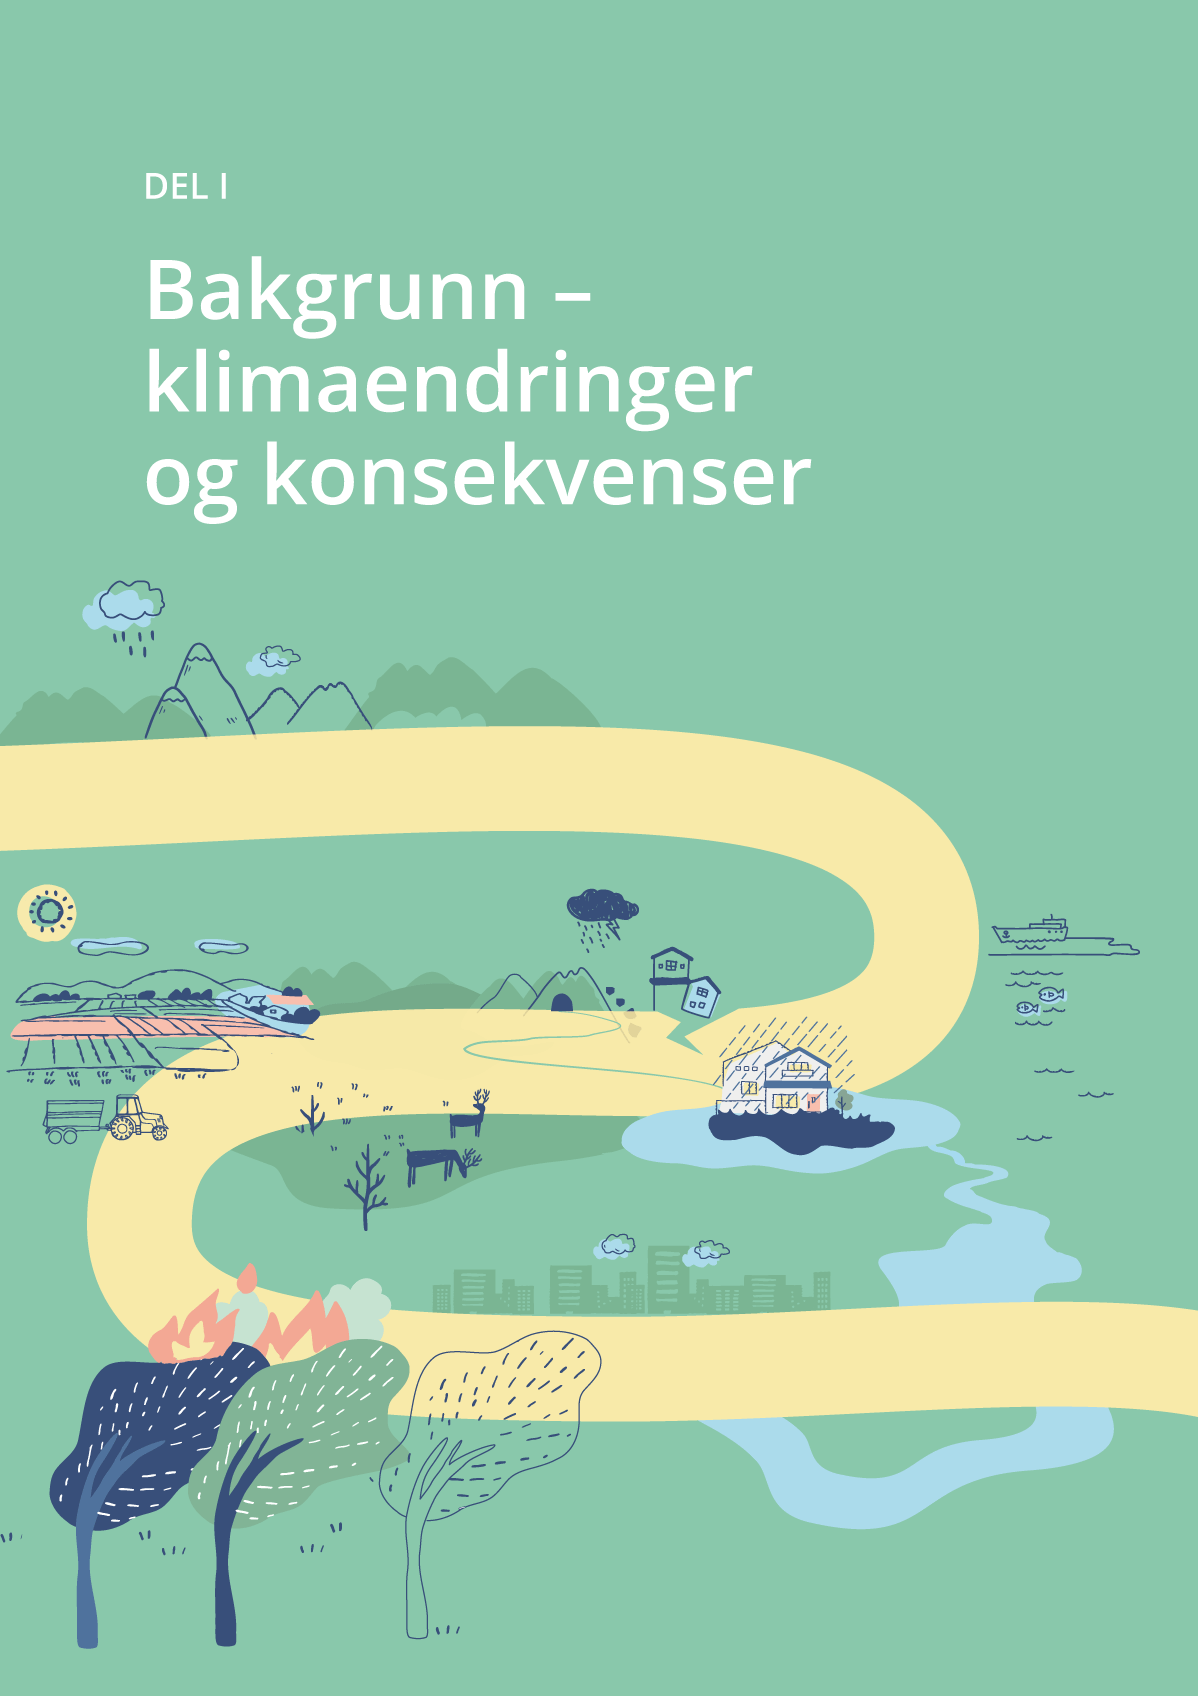 DEL I
Bakgrunn –
klimaendringer
og konsekvenser